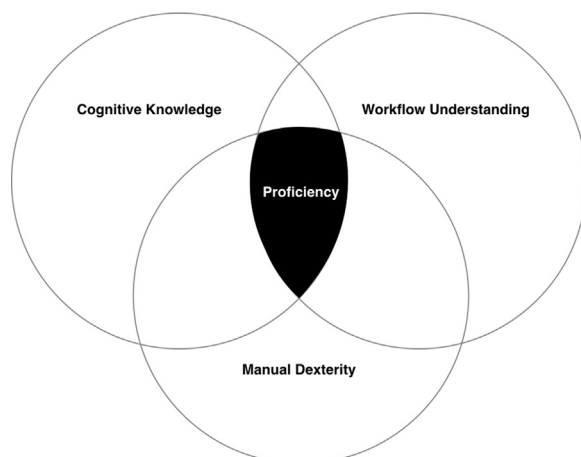 Cognitive Knowledge
Workflow Understanding
Proficiency
Manual Dexterity